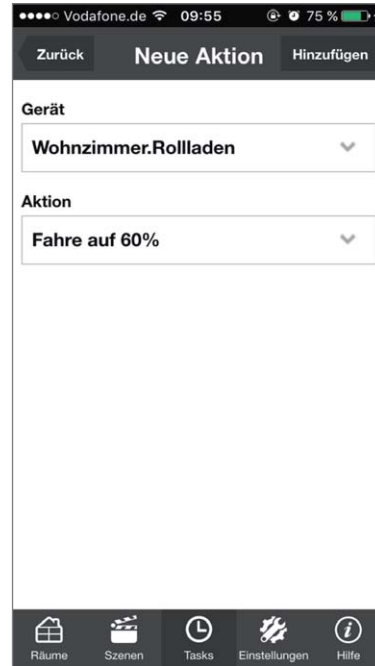 Vodafone.de 09:55 75 %
Zurück Neue Aktion Hinzufügen
Gerät
Wohnzimmer.Rollladen
Aktion
Fahre auf 60%
Räume Szenen Tasks Einstellungen Hilfe